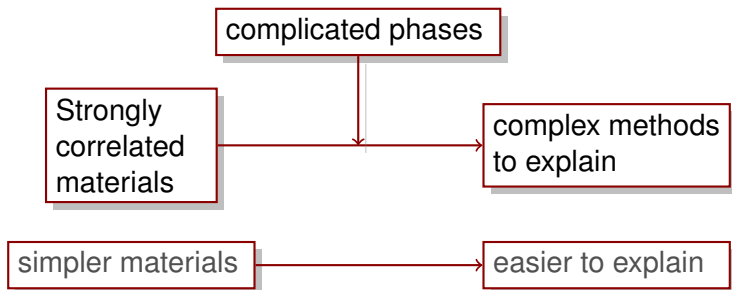 complicated phases
Strongly
correlated
materials
complex methods
to explain
simpler materials
easier to explain